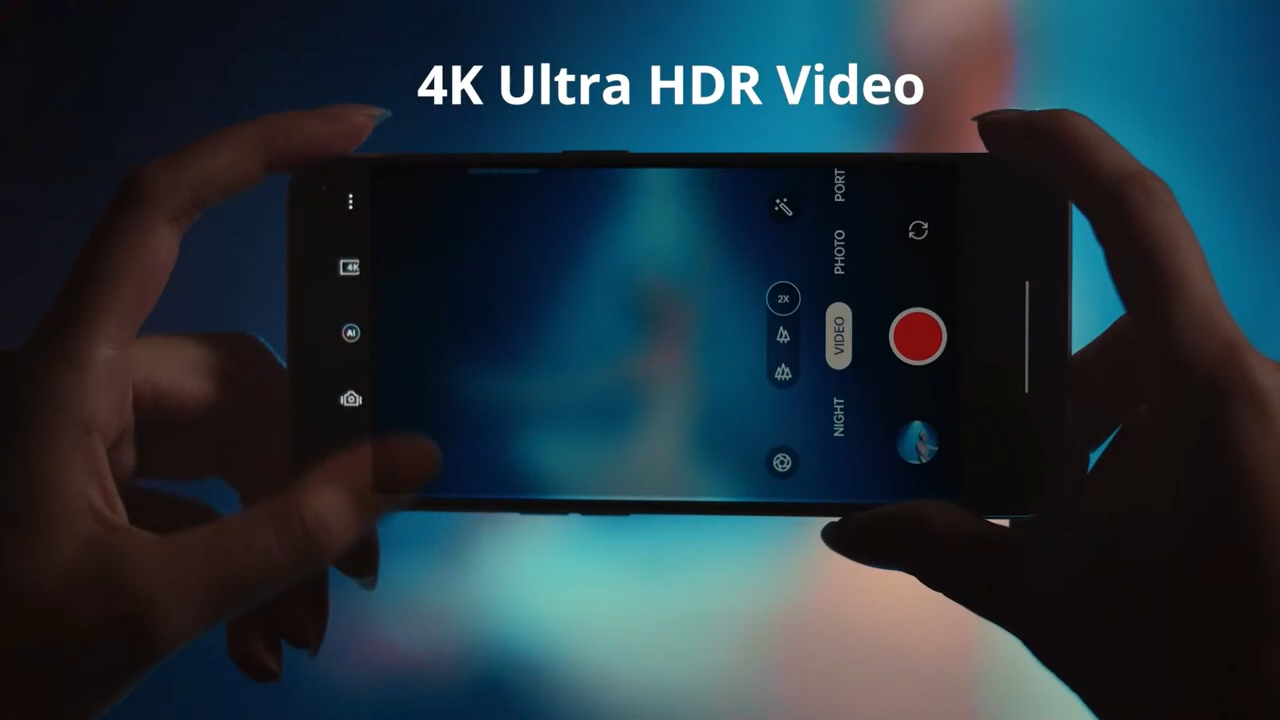 4K Ultra HDR Video
4K
AI
2X
PORT
PHOTO
VIDEO
NIGHT